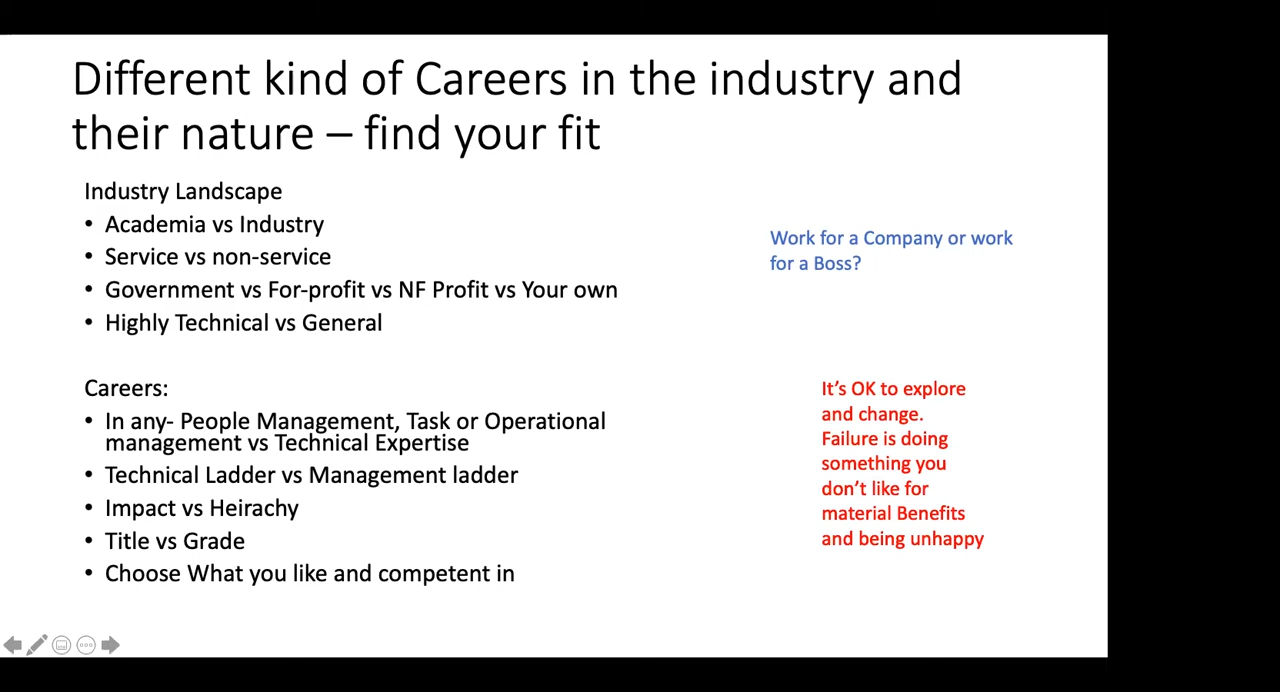 Different kind of Careers in the industry and
their nature – find your fit
Industry Landscape
• Academia vs Industry
• Service vs non-service
• Government vs For-profit vs NF Profit vs Your own
• Highly Technical vs General
Work for a Company or work
for a Boss?
Careers:
• In any- People Management, Task or Operational
management vs Technical Expertise
• Technical Ladder vs Management ladder
• Impact vs Heirachy
• Title vs Grade
• Choose What you like and competent in
It’s OK to explore
and change.
Failure is doing
something you
don’t like for
material Benefits
and being unhappy